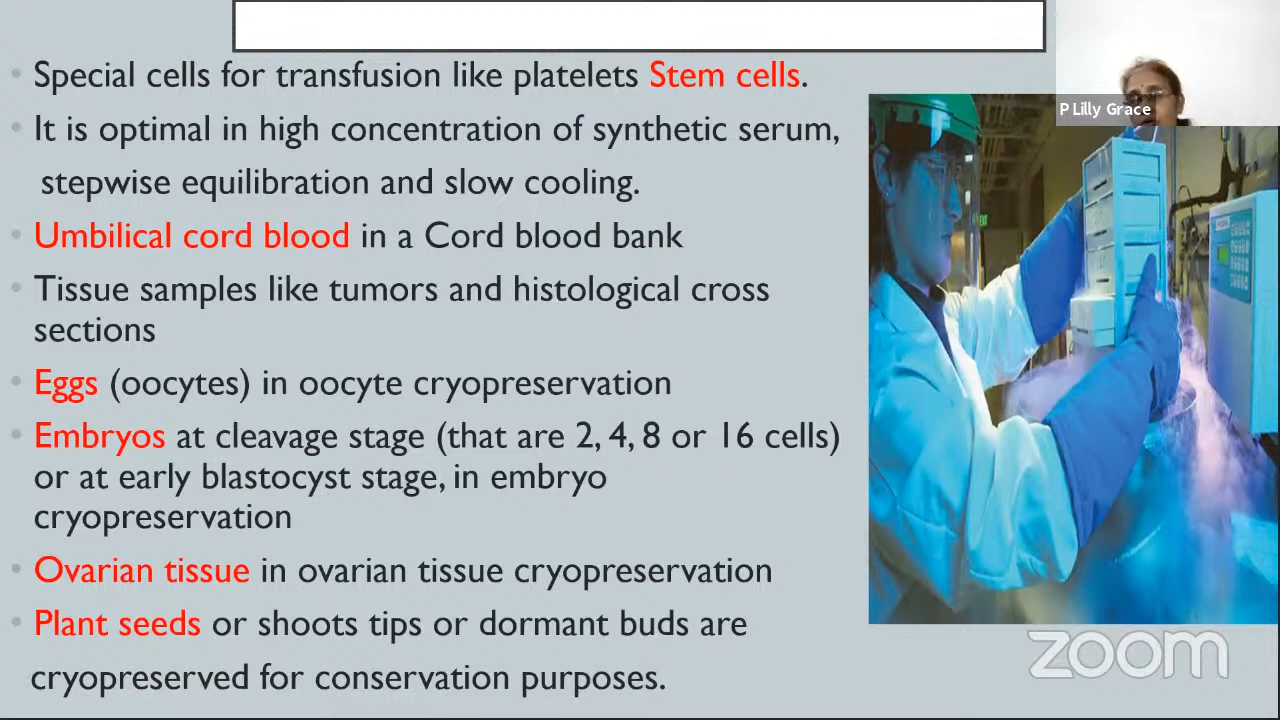 Special cells for transfusion like platelets Stem cells.
It is optimal in high concentration of synthetic serum,
stepwise equilibration and slow cooling.
Umbilical cord blood in a Cord blood bank
Tissue samples like tumors and histological cross
sections
Eggs (oocytes) in oocyte cryopreservation
Embryos at cleavage stage (that are 2, 4, 8 or 16 cells)
or at early blastocyst stage, in embryo
cryopreservation
Ovarian tissue in ovarian tissue cryopreservation
Plant seeds or shoots tips or dormant buds are
cryopreserved for conservation purposes.
P Lilly Grace
zoom